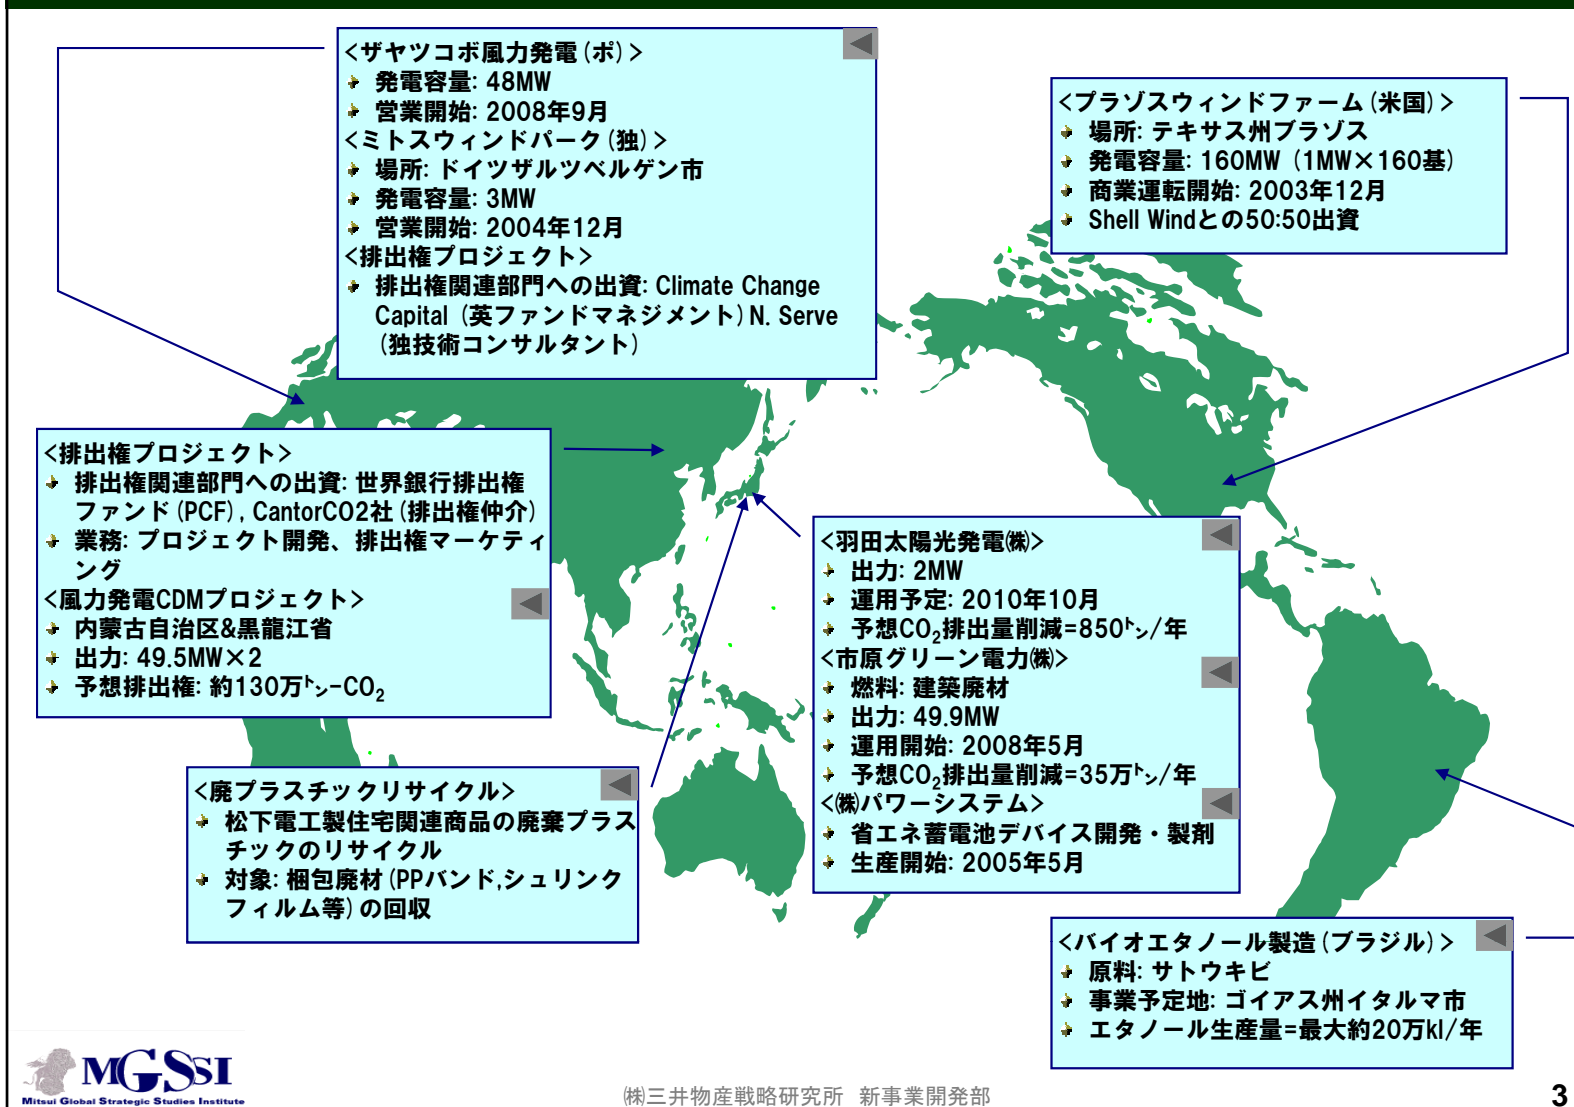 <ザヤツコボ風力発電(ポ)>
発電容量: 48MW
営業開始: 2008年9月
<ミトスウィンドパーク(独)>
場所: ドイツザルツベルゲン市
発電容量: 3MW
営業開始: 2004年12月
<排出権プロジェクト>
排出権関連部門への出資: Climate Change
Capital (英ファンドマネジメント) N. Serve
(独技術コンサルタント)
<ブラゾスウィンドファーム(米国)>
場所: テキサス州ブラゾス
発電容量: 160MW (1MW×160基)
商業運転開始: 2003年12月
Shell Windとの50:50出資
<排出権プロジェクト>
排出権関連部門への出資: 世界銀行排出権
ファンド(PCF), CantorCO2社(排出権仲介)
業務: プロジェクト開発、排出権マーケティ
ング
<風力発電CDMプロジェクト>
内蒙古自治区&黒龍江省
出力: 49.5MW×2
予想排出権: 約130万㌧-CO₂
<羽田太陽光発電㈱>
出力: 2MW
運用予定: 2010年10月
予想CO₂排出量削減=850㌧/年
<市原グリーン電力㈱>
燃料: 建築廃材
出力: 49.9MW
運用開始: 2008年5月
予想CO₂排出量削減=35万㌧/年
<㈱パワーシステム>
省エネ蓄電池デバイス開発・製剤
生産開始: 2005年5月
<廃プラスチックリサイクル>
松下電工製住宅関連商品の廃棄プラス
チックのリサイクル
対象: 梱包廃材(PPバンド,シュリンク
フィルム等)の回収
<バイオエタノール製造(ブラジル)>
原料: サトウキビ
事業予定地: ゴイアス州イタルマ市
エタノール生産量=最大約20万kl/年
MGSSI
Mitsui Global Strategic Studies Institute
㈱三井物産戦略研究所 新事業開発部
3